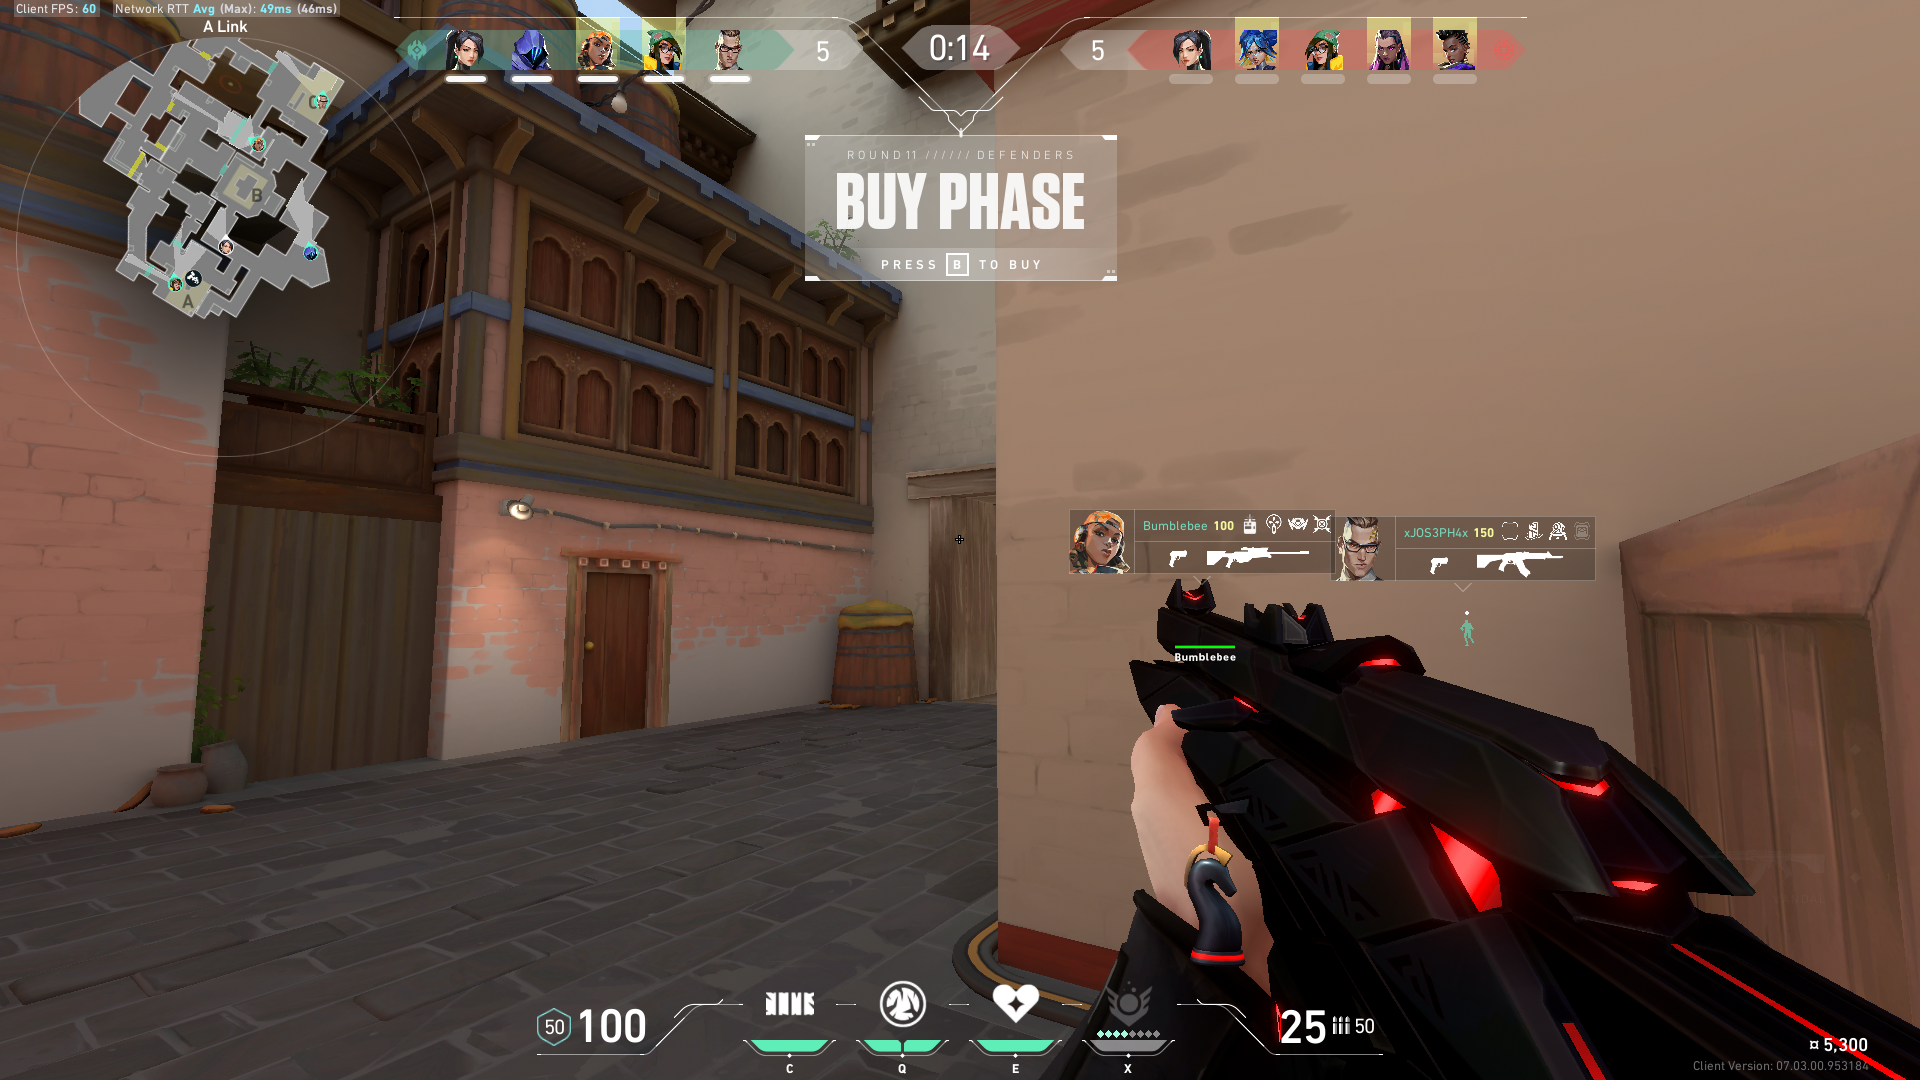 Client FPS: 60 Network RTT Avg (Max): 49ms (46ms)
A Link
5
0:14
5
C
B
A
ROUND 11 ////// DEFENDERS
BUY PHASE
PRESS B TO BUY
Bumblebee 100
xJOS3PH4x 150
Bumblebee
50 100
25 50
C
Q
E
X
¤ 5,300
Client Version: 07.03.00.953184